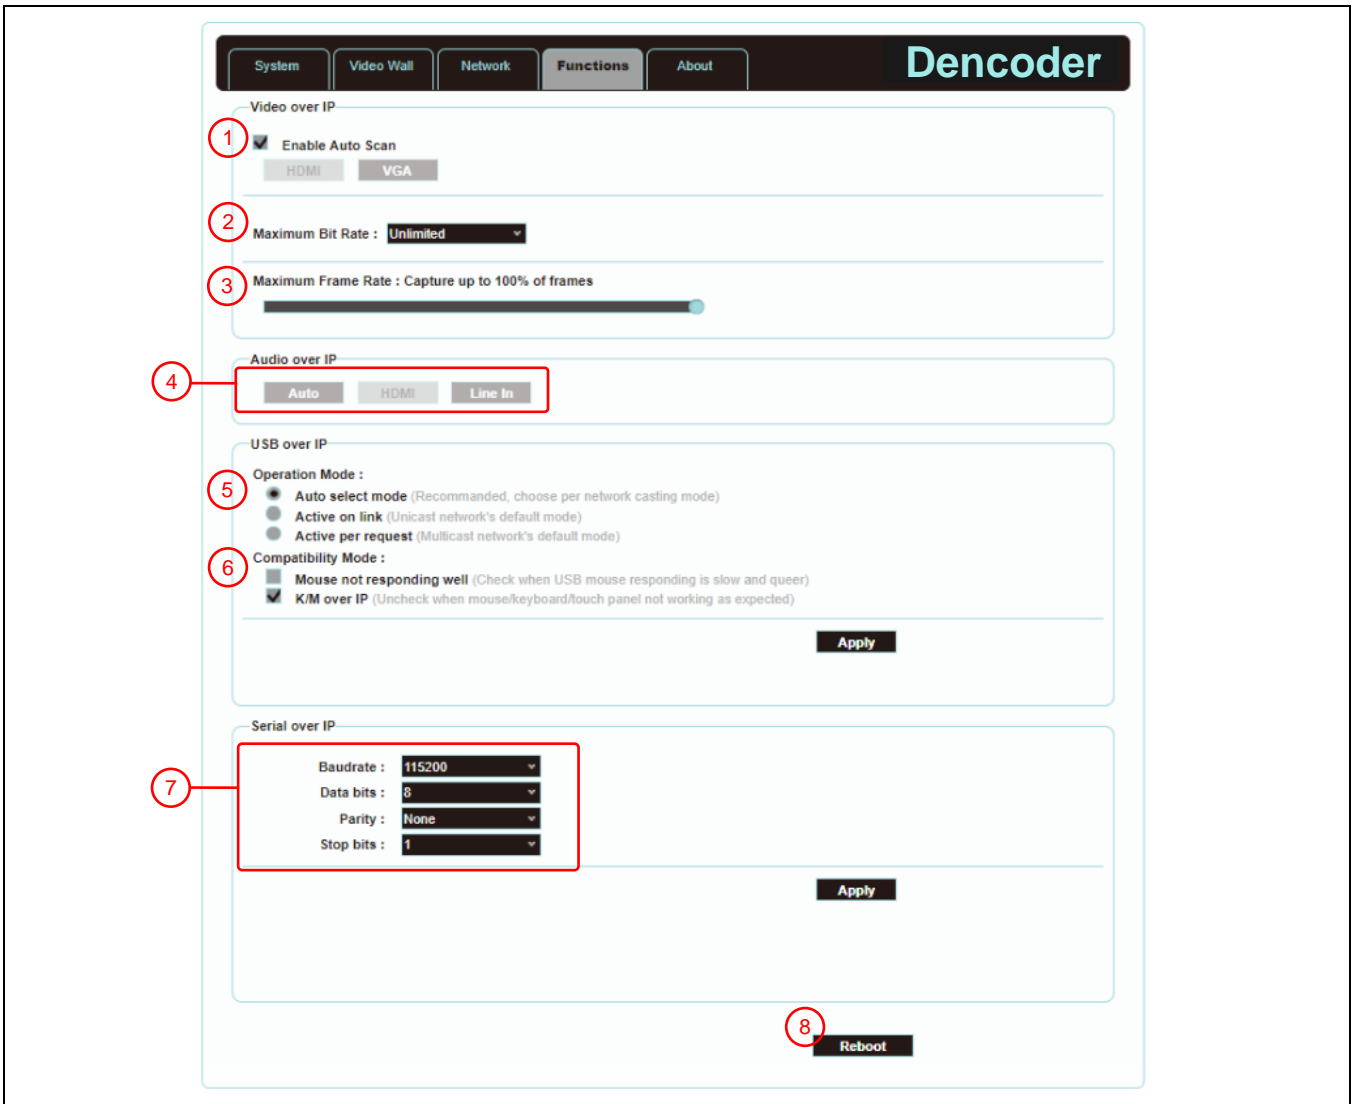 System Video Wall Network Functions About Dencoder
Video over IP
1
Enable Auto Scan
HDMI VGA
2
Maximum Bit Rate : Unlimited
3
Maximum Frame Rate : Capture up to 100% of frames
Audio over IP
4
Auto HDMI Line In
USB over IP
Operation Mode :
5
Auto select mode (Recommanded, choose per network casting mode)
Active on link (Unicast network's default mode)
Active per request (Multicast network's default mode)
Compatibility Mode :
6
Mouse not responding well (Check when USB mouse responding is slow and queer)
K/M over IP (Uncheck when mouse/keyboard/touch panel not working as expected)
Apply
Serial over IP
7
Baudrate : 115200
Data bits : 8
Parity : None
Stop bits : 1
Apply
8
Reboot